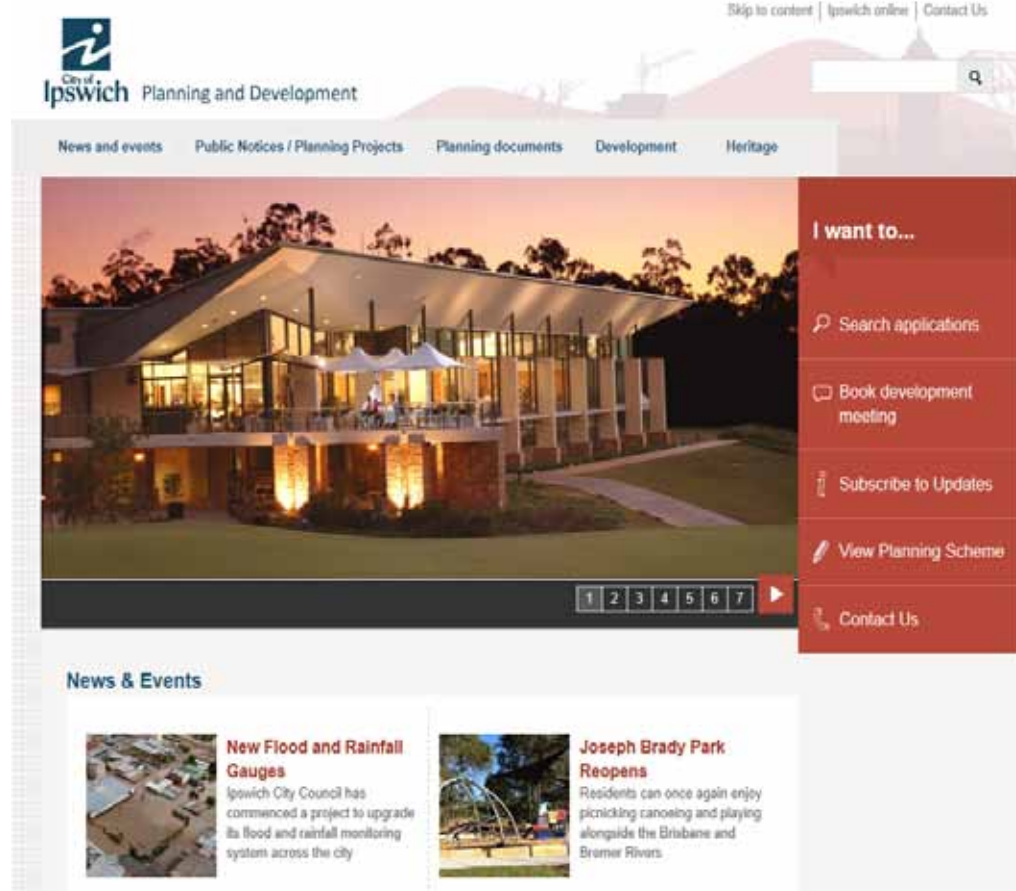 Skip to content | Ipswich online | Contact Us
City of
Ipswich Planning and Development
News and events Public Notices / Planning Projects Planning documents Development Heritage
I want to...
Search applications
Book development
meeting
Subscribe to Updates
View Planning Scheme
Contact Us
1 2 3 4 5 6 7
News & Events
New Flood and Rainfall
Gauges
Ipswich City Council has
commenced a project to upgrade
its flood and rainfall monitoring
system across the city
Joseph Brady Park
Reopens
Residents can once again enjoy
picnicking canoeing and playing
alongside the Brisbane and
Bremer Rivers